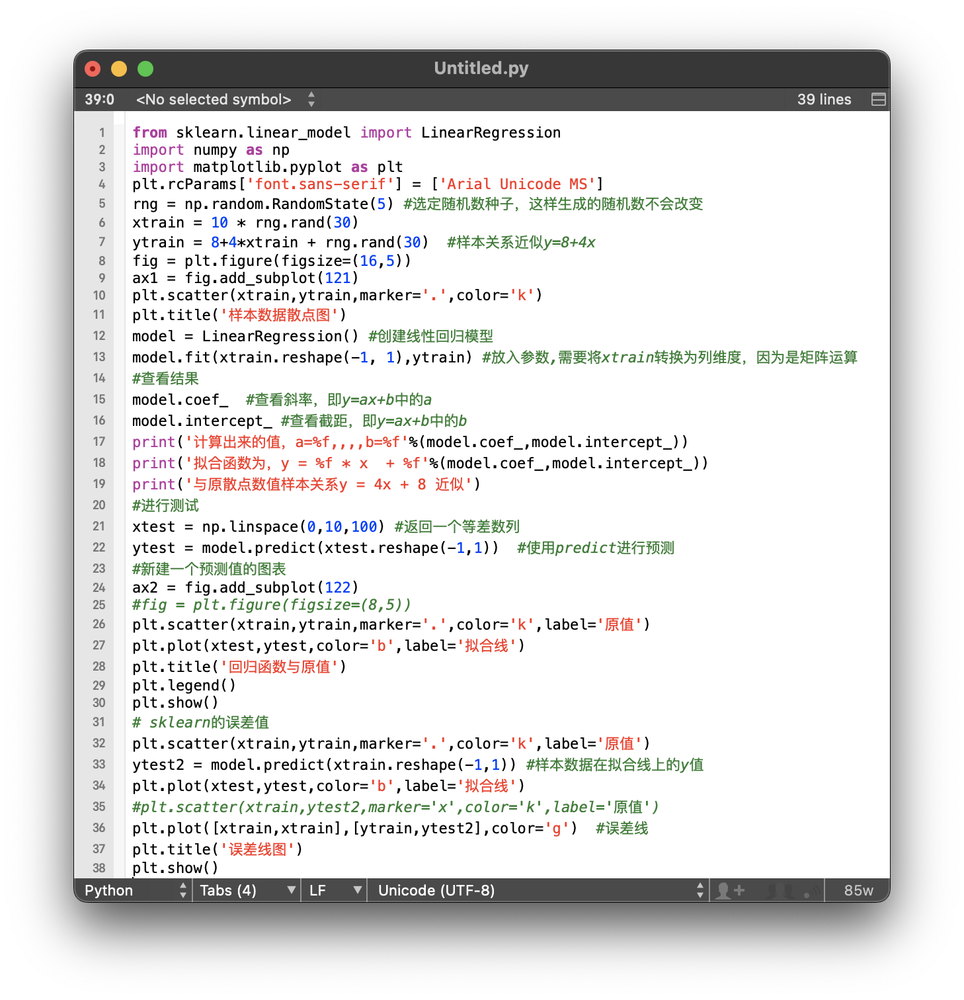 Untitled.py
39:0 <No selected symbol> 39 lines
1 from sklearn.linear_model import LinearRegression
2 import numpy as np
3 import matplotlib.pyplot as plt
4 plt.rcParams['font.sans-serif'] = ['Arial Unicode MS']
5 rng = np.random.RandomState(5) #选定随机数种子，这样生成的随机数不会改变
6 xtrain = 10 * rng.rand(30)
7 ytrain = 8+4*xtrain + rng.rand(30)  #样本关系近似y=8+4x
8 fig = plt.figure(figsize=(16,5))
9 ax1 = fig.add_subplot(121)
10 plt.scatter(xtrain,ytrain,marker='.',color='k')
11 plt.title('样本数据散点图')
12 model = LinearRegression() #创建线性回归模型
13 model.fit(xtrain.reshape(-1, 1),ytrain) #放入参数,需要将xtrain转换为列维度，因为是矩阵运算
14 #查看结果
15 model.coef_  #查看斜率，即y=ax+b中的a
16 model.intercept_ #查看截距，即y=ax+b中的b
17 print('计算出来的值，a=%f,,,,b=%f'%(model.coef_,model.intercept_))
18 print('拟合函数为，y = %f * x  + %f'%(model.coef_,model.intercept_))
19 print('与原散点数值样本关系y = 4x + 8 近似')
20 #进行测试
21 xtest = np.linspace(0,10,100) #返回一个等差数列
22 ytest = model.predict(xtest.reshape(-1,1))  #使用predict进行预测
23 #新建一个预测值的图表
24 ax2 = fig.add_subplot(122)
25 #fig = plt.figure(figsize=(8,5))
26 plt.scatter(xtrain,ytrain,marker='.',color='k',label='原值')
27 plt.plot(xtest,ytest,color='b',label='拟合线')
28 plt.title('回归函数与原值')
29 plt.legend()
30 plt.show()
31 # sklearn的误差值
32 plt.scatter(xtrain,ytrain,marker='.',color='k',label='原值')
33 ytest2 = model.predict(xtrain.reshape(-1,1)) #样本数据在拟合线上的y值
34 plt.plot(xtest,ytest,color='b',label='拟合线')
35 #plt.scatter(xtrain,ytest2,marker='x',color='k',label='原值')
36 plt.plot([xtrain,xtrain],[ytrain,ytest2],color='g')  #误差线
37 plt.title('误差线图')
38 plt.show()
Python Tabs (4) LF Unicode (UTF-8) 85w